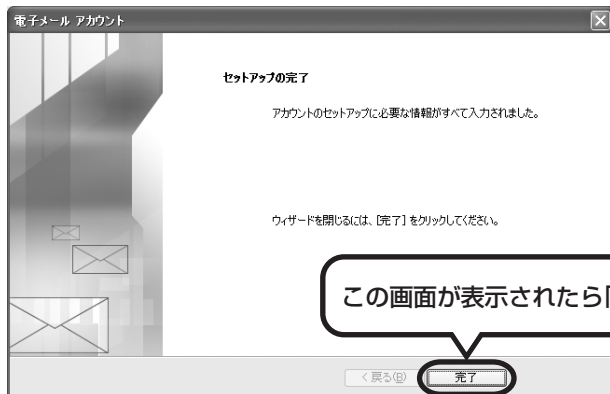 電子メール アカウント
セットアップの完了
アカウントのセットアップに必要な情報がすべて入力されました。
ウィザードを閉じるには、[完了] をクリックしてください。
この画面が表示されたら[
< 戻る(B)
完了